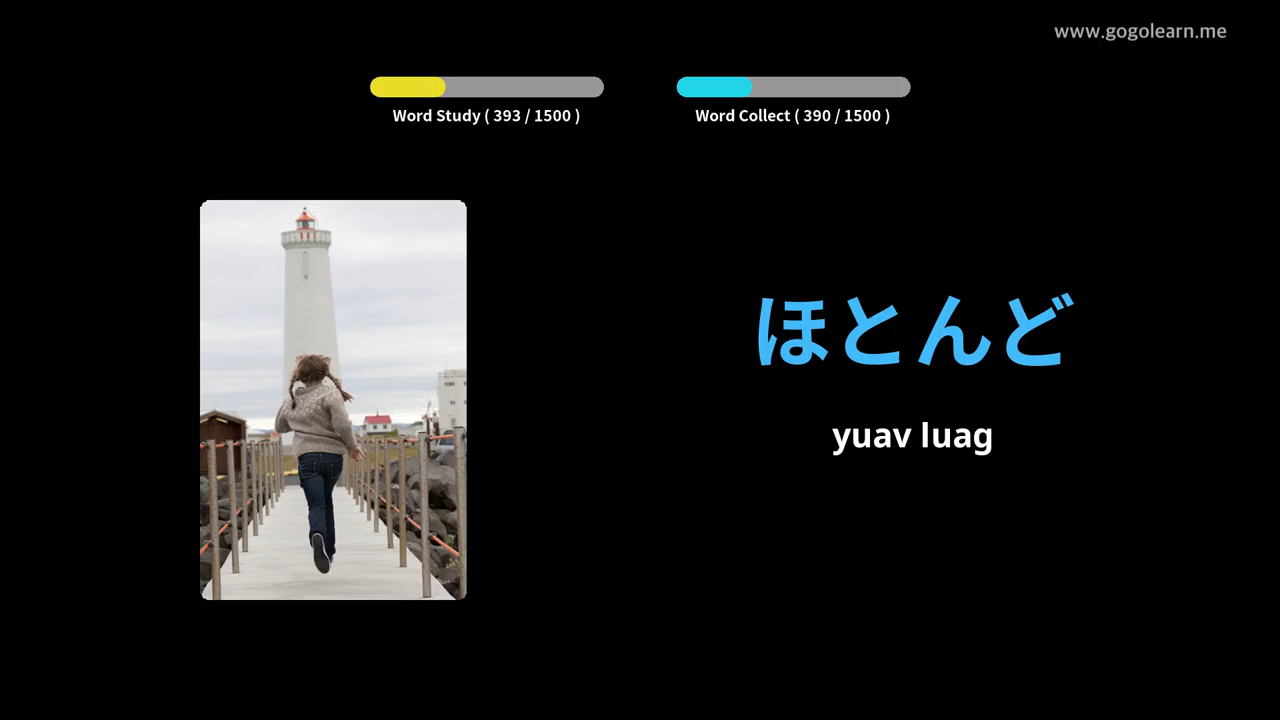 www.gogolearn.me
Word Study ( 393 / 1500 )
Word Collect ( 390 / 1500 )
ほとんど
yuav luag